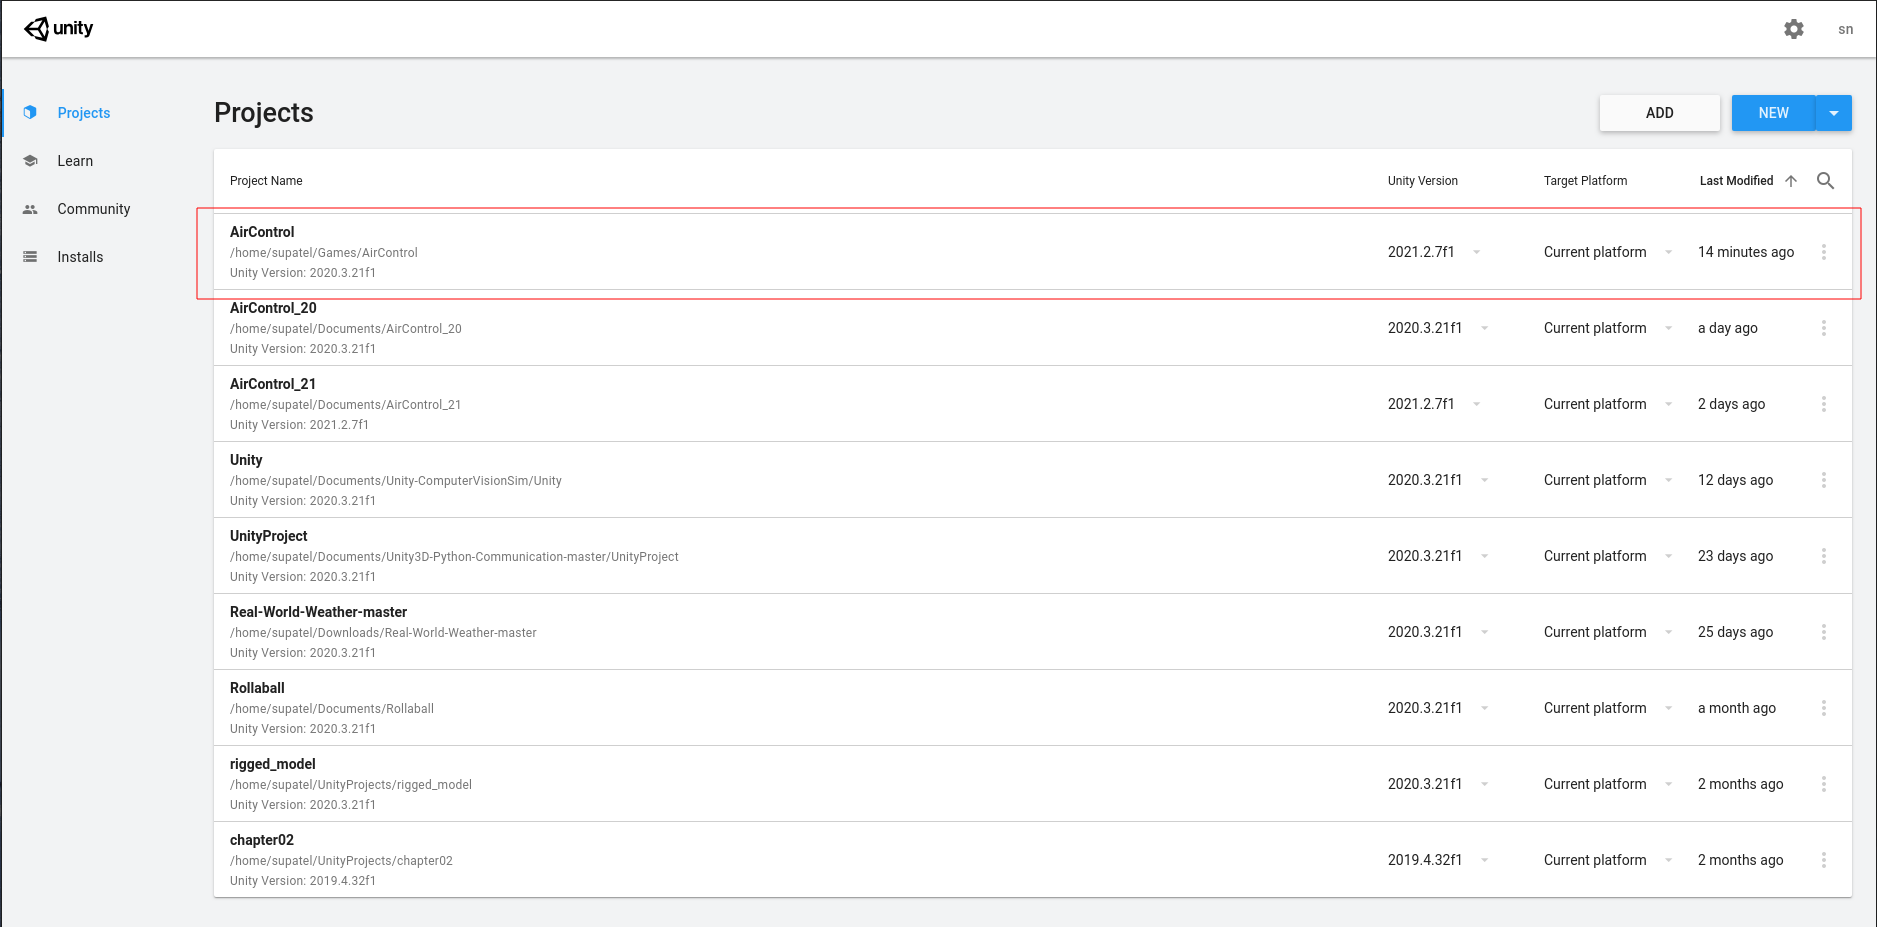 unity
sn
Projects
Learn
Community
Installs
Projects
ADD
NEW
Project Name Unity Version Target Platform Last Modified
AirControl
/home/supatel/Games/AirControl
Unity Version: 2020.3.21f1
2021.2.7f1 Current platform 14 minutes ago
AirControl_20
/home/supatel/Documents/AirControl_20
Unity Version: 2020.3.21f1
2020.3.21f1 Current platform a day ago
AirControl_21
/home/supatel/Documents/AirControl_21
Unity Version: 2021.2.7f1
2021.2.7f1 Current platform 2 days ago
Unity
/home/supatel/Documents/Unity-ComputerVisionSim/Unity
Unity Version: 2020.3.21f1
2020.3.21f1 Current platform 12 days ago
UnityProject
/home/supatel/Documents/Unity3D-Python-Communication-master/UnityProject
Unity Version: 2020.3.21f1
2020.3.21f1 Current platform 23 days ago
Real-World-Weather-master
/home/supatel/Downloads/Real-World-Weather-master
Unity Version: 2020.3.21f1
2020.3.21f1 Current platform 25 days ago
Rollaball
/home/supatel/Documents/Rollaball
Unity Version: 2020.3.21f1
2020.3.21f1 Current platform a month ago
rigged_model
/home/supatel/UnityProjects/rigged_model
Unity Version: 2020.3.21f1
2020.3.21f1 Current platform 2 months ago
chapter02
/home/supatel/UnityProjects/chapter02
Unity Version: 2019.4.32f1
2019.4.32f1 Current platform 2 months ago